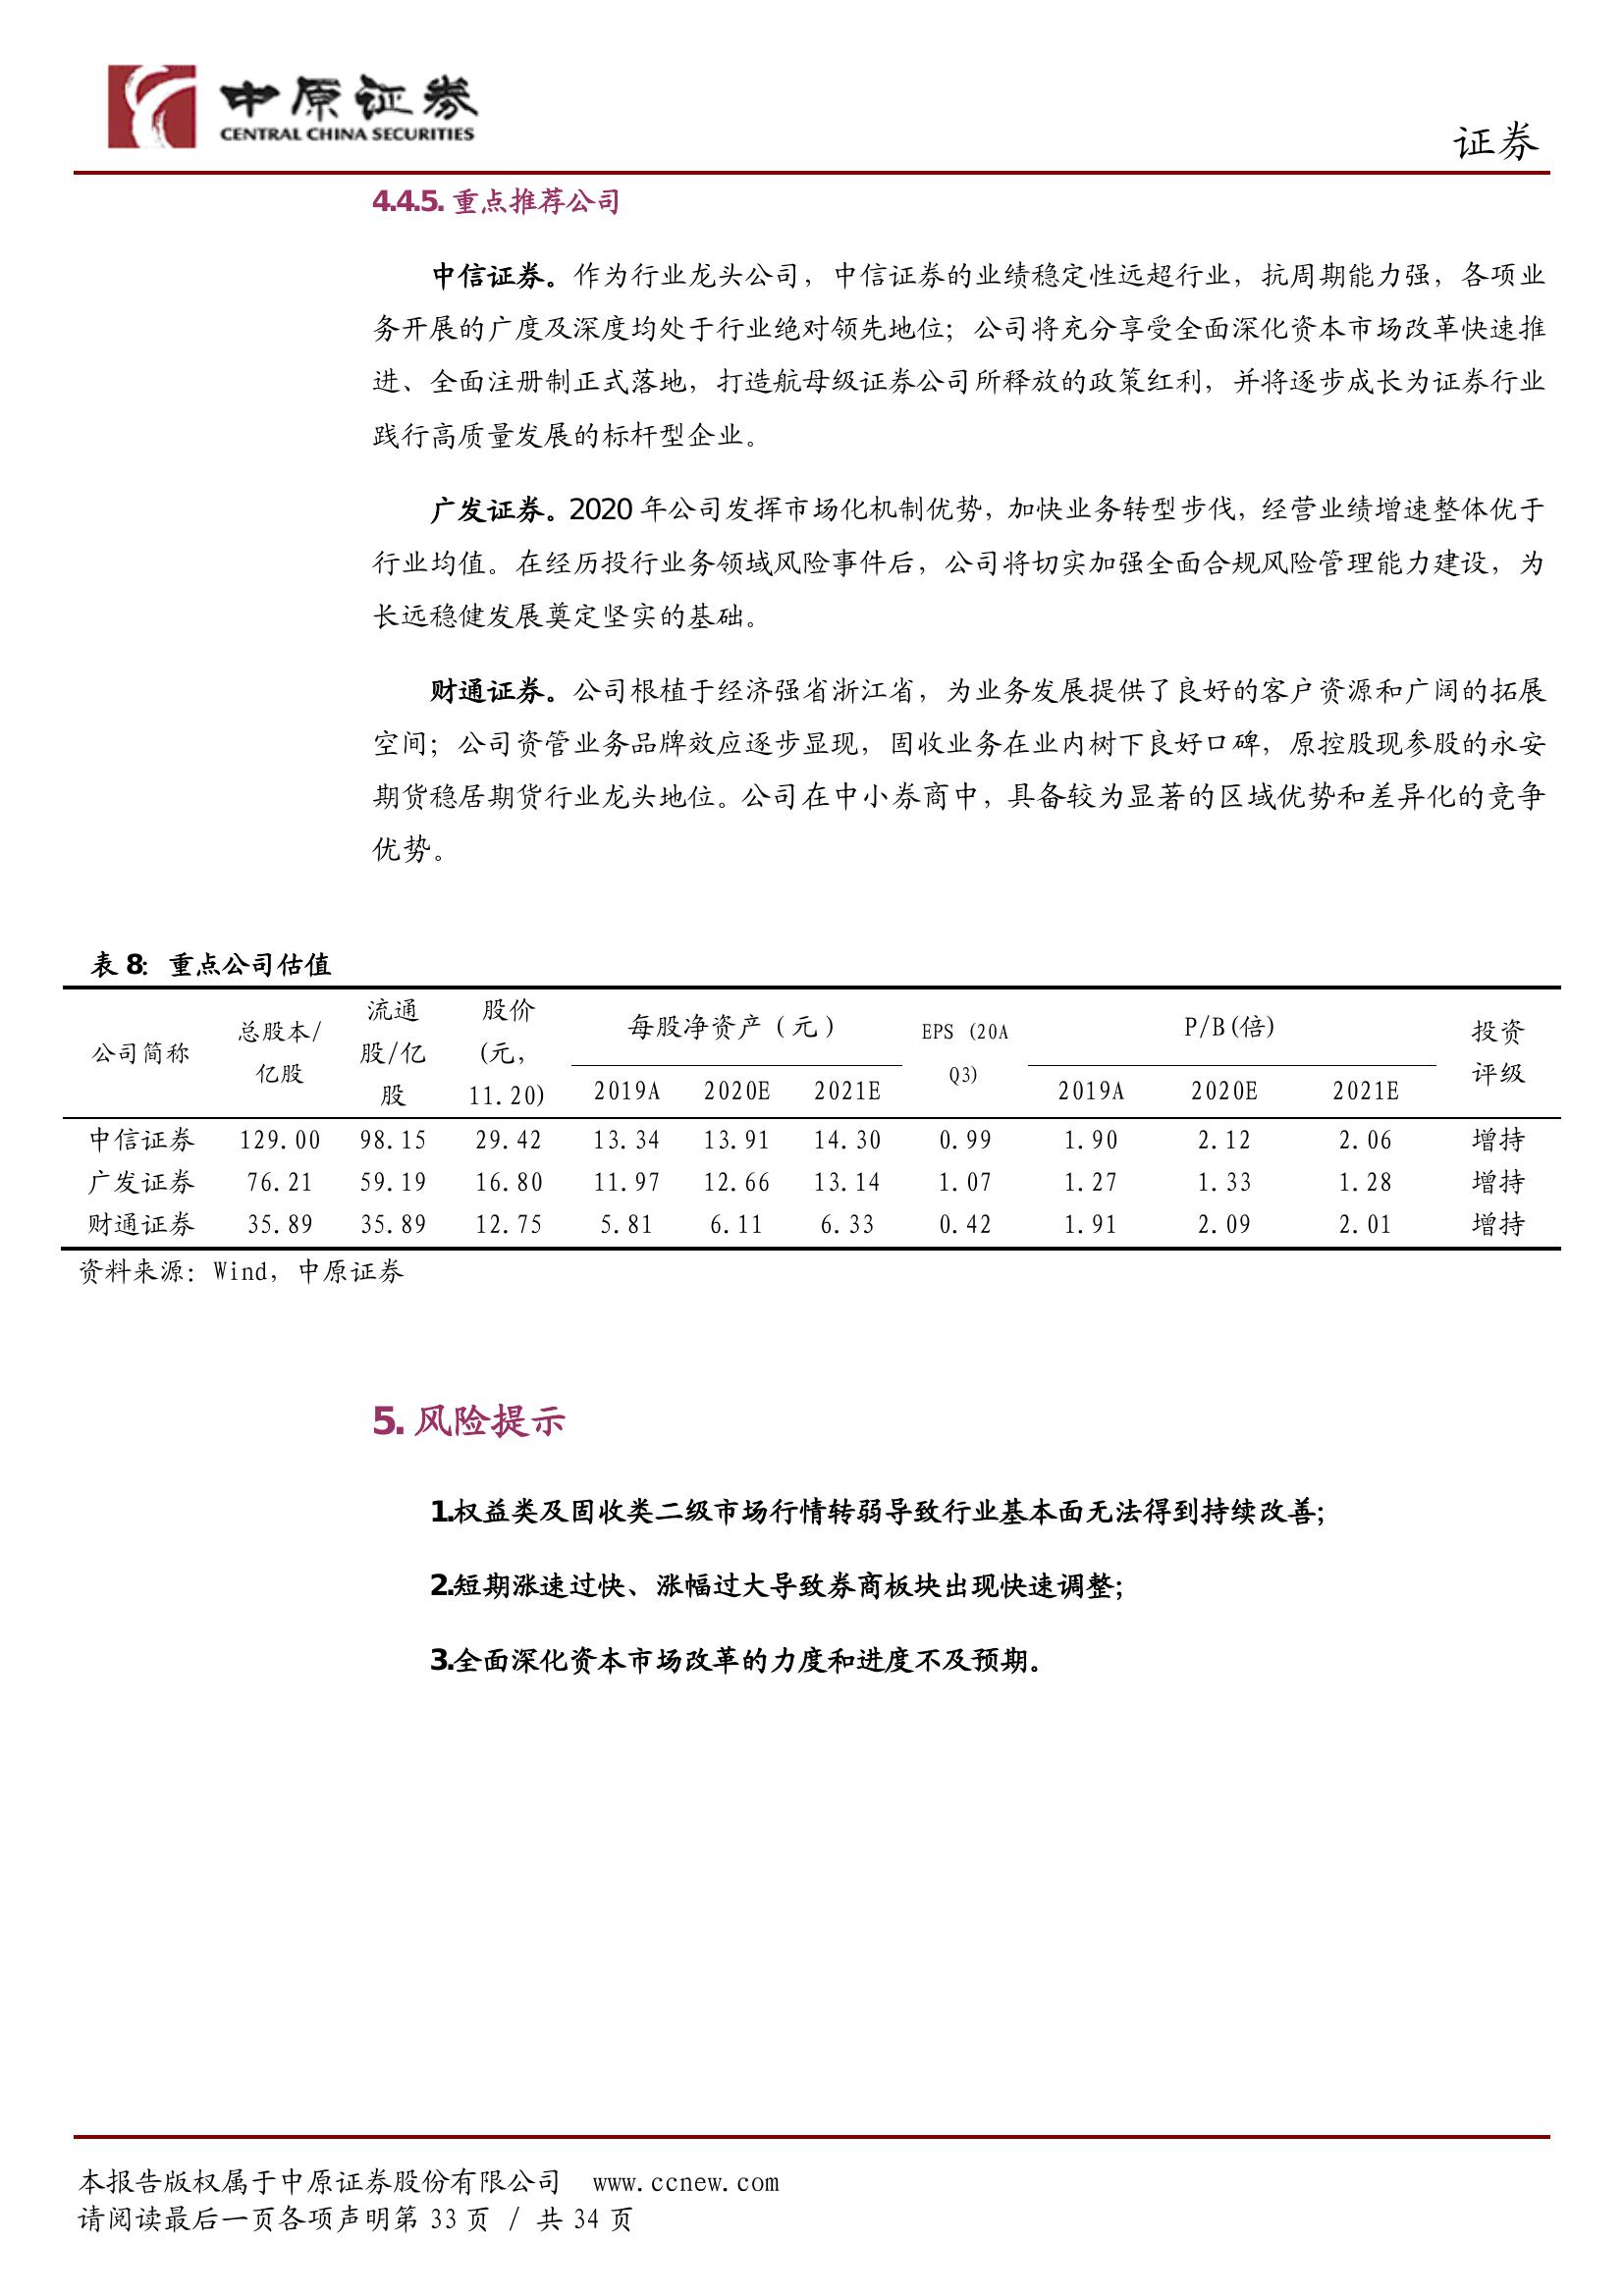 中原证券
CENTRAL CHINA SECURITIES
证券
4.4.5. 重点推荐公司
中信证券。作为行业龙头公司，中信证券的业绩稳定性远超行业，抗周期能力强，各项业
务开展的广度及深度均处于行业绝对领先地位；公司将充分享受全面深化资本市场改革快速推
进、全面注册制正式落地，打造航母级证券公司所释放的政策红利，并将逐步成长为证券行业
践行高质量发展的标杆型企业。
广发证券。2020 年公司发挥市场化机制优势，加快业务转型步伐，经营业绩增速整体优于
行业均值。在经历投行业务领域风险事件后，公司将切实加强全面合规风险管理能力建设，为
长远稳健发展奠定坚实的基础。
财通证券。公司根植于经济强省浙江省，为业务发展提供了良好的客户资源和广阔的拓展
空间；公司资管业务品牌效应逐步显现，固收业务在业内树下良好口碑，原控股现参股的永安
期货稳居期货行业龙头地位。公司在中小券商中，具备较为显著的区域优势和差异化的竞争
优势。
表 8：重点公司估值
公司简称 总股本/亿股 流通股/亿股 股价(元，11.20) 每股净资产（元） EPS (20AQ3) P/B(倍) 投资评级
2019A 2020E 2021E 2019A 2020E 2021E
中信证券 129.00 98.15 29.42 13.34 13.91 14.30 0.99 1.90 2.12 2.06 增持
广发证券 76.21 59.19 16.80 11.97 12.66 13.14 1.07 1.27 1.33 1.28 增持
财通证券 35.89 35.89 12.75 5.81 6.11 6.33 0.42 1.91 2.09 2.01 增持
资料来源：Wind，中原证券
5. 风险提示
1.权益类及固收类二级市场行情转弱导致行业基本面无法得到持续改善；
2.短期涨速过快、涨幅过大导致券商板块出现快速调整；
3.全面深化资本市场改革的力度和进度不及预期。
本报告版权属于中原证券股份有限公司 www.ccnew.com
请阅读最后一页各项声明第 33 页 / 共 34 页